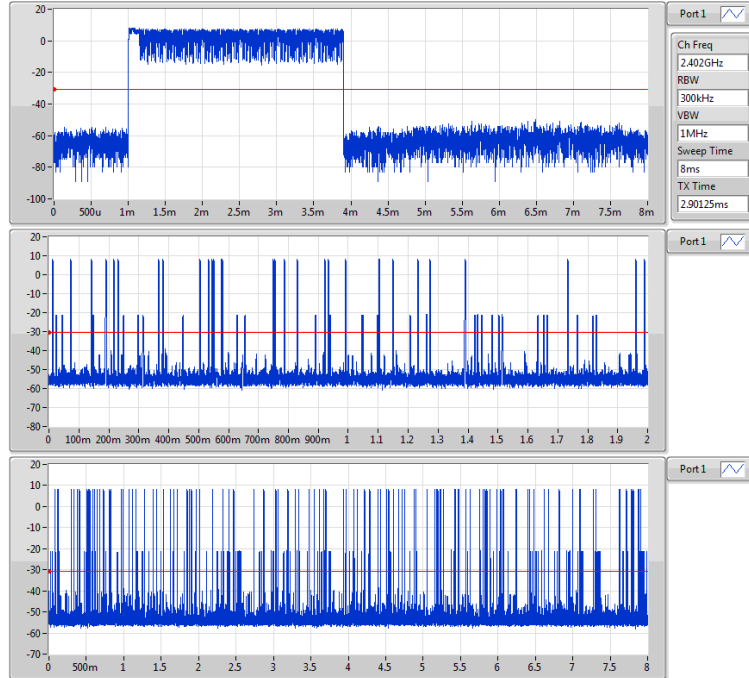 20
0
-20
-40
-60
-80
-100
0 500u 1m 1.5m 2m 2.5m 3m 3.5m 4m 4.5m 5m 5.5m 6m 6.5m 7m 7.5m 8m
Port 1
Ch Freq
2.402GHz
RBW
300kHz
VBW
1MHz
Sweep Time
8ms
TX Time
2.90125ms
20
10
0
-10
-20
-30
-40
-50
-60
-70
-80
0 100m 200m 300m 400m 500m 600m 700m 800m 900m 1 1.1 1.2 1.3 1.4 1.5 1.6 1.7 1.8 1.9 2
Port 1
20
10
0
-10
-20
-30
-40
-50
-60
-70
0 500m 1 1.5 2 2.5 3 3.5 4 4.5 5 5.5 6 6.5 7 7.5 8
Port 1